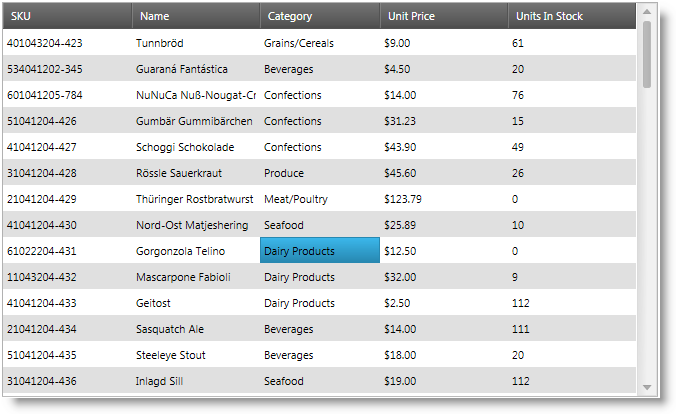 SKU Name Category Unit Price Units In Stock
401043204-423 Tunnbröd Grains/Cereals $9.00 61
534041202-345 Guaraná Fantástica Beverages $4.50 20
601041205-784 NuNuCa Nuß-Nougat-Cr Confections $14.00 76
51041204-426 Gumbär Gummibärchen Confections $31.23 15
41041204-427 Schoggi Schokolade Confections $43.90 49
31041204-428 Rössle Sauerkraut Produce $45.60 26
21041204-429 Thüringer Rostbratwurst Meat/Poultry $123.79 0
41041204-430 Nord-Ost Matjeshering Seafood $25.89 10
61022204-431 Gorgonzola Telino Dairy Products $12.50 0
11043204-432 Mascarpone Fabioli Dairy Products $32.00 9
41041204-433 Geitost Dairy Products $2.50 112
21041204-434 Sasquatch Ale Beverages $14.00 111
51041204-435 Steeleye Stout Beverages $18.00 20
31041204-436 Inlagd Sill Seafood $19.00 112